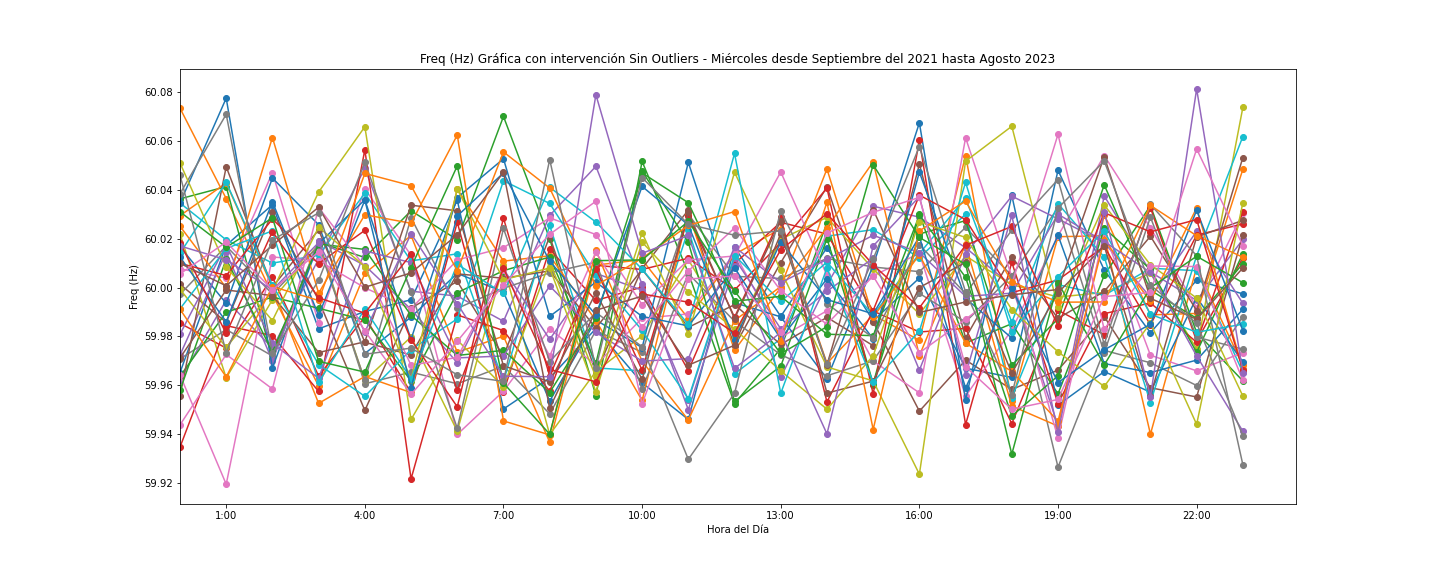 Freq (Hz) Gráfica con intervención Sin Outliers - Miércoles desde Septiembre del 2021 hasta Agosto 2023
60.08
60.06
60.04
60.02
60.00
59.98
59.96
59.94
59.92
Freq (Hz)
1:00 4:00 7:00 10:00 13:00 16:00 19:00 22:00
Hora del Día